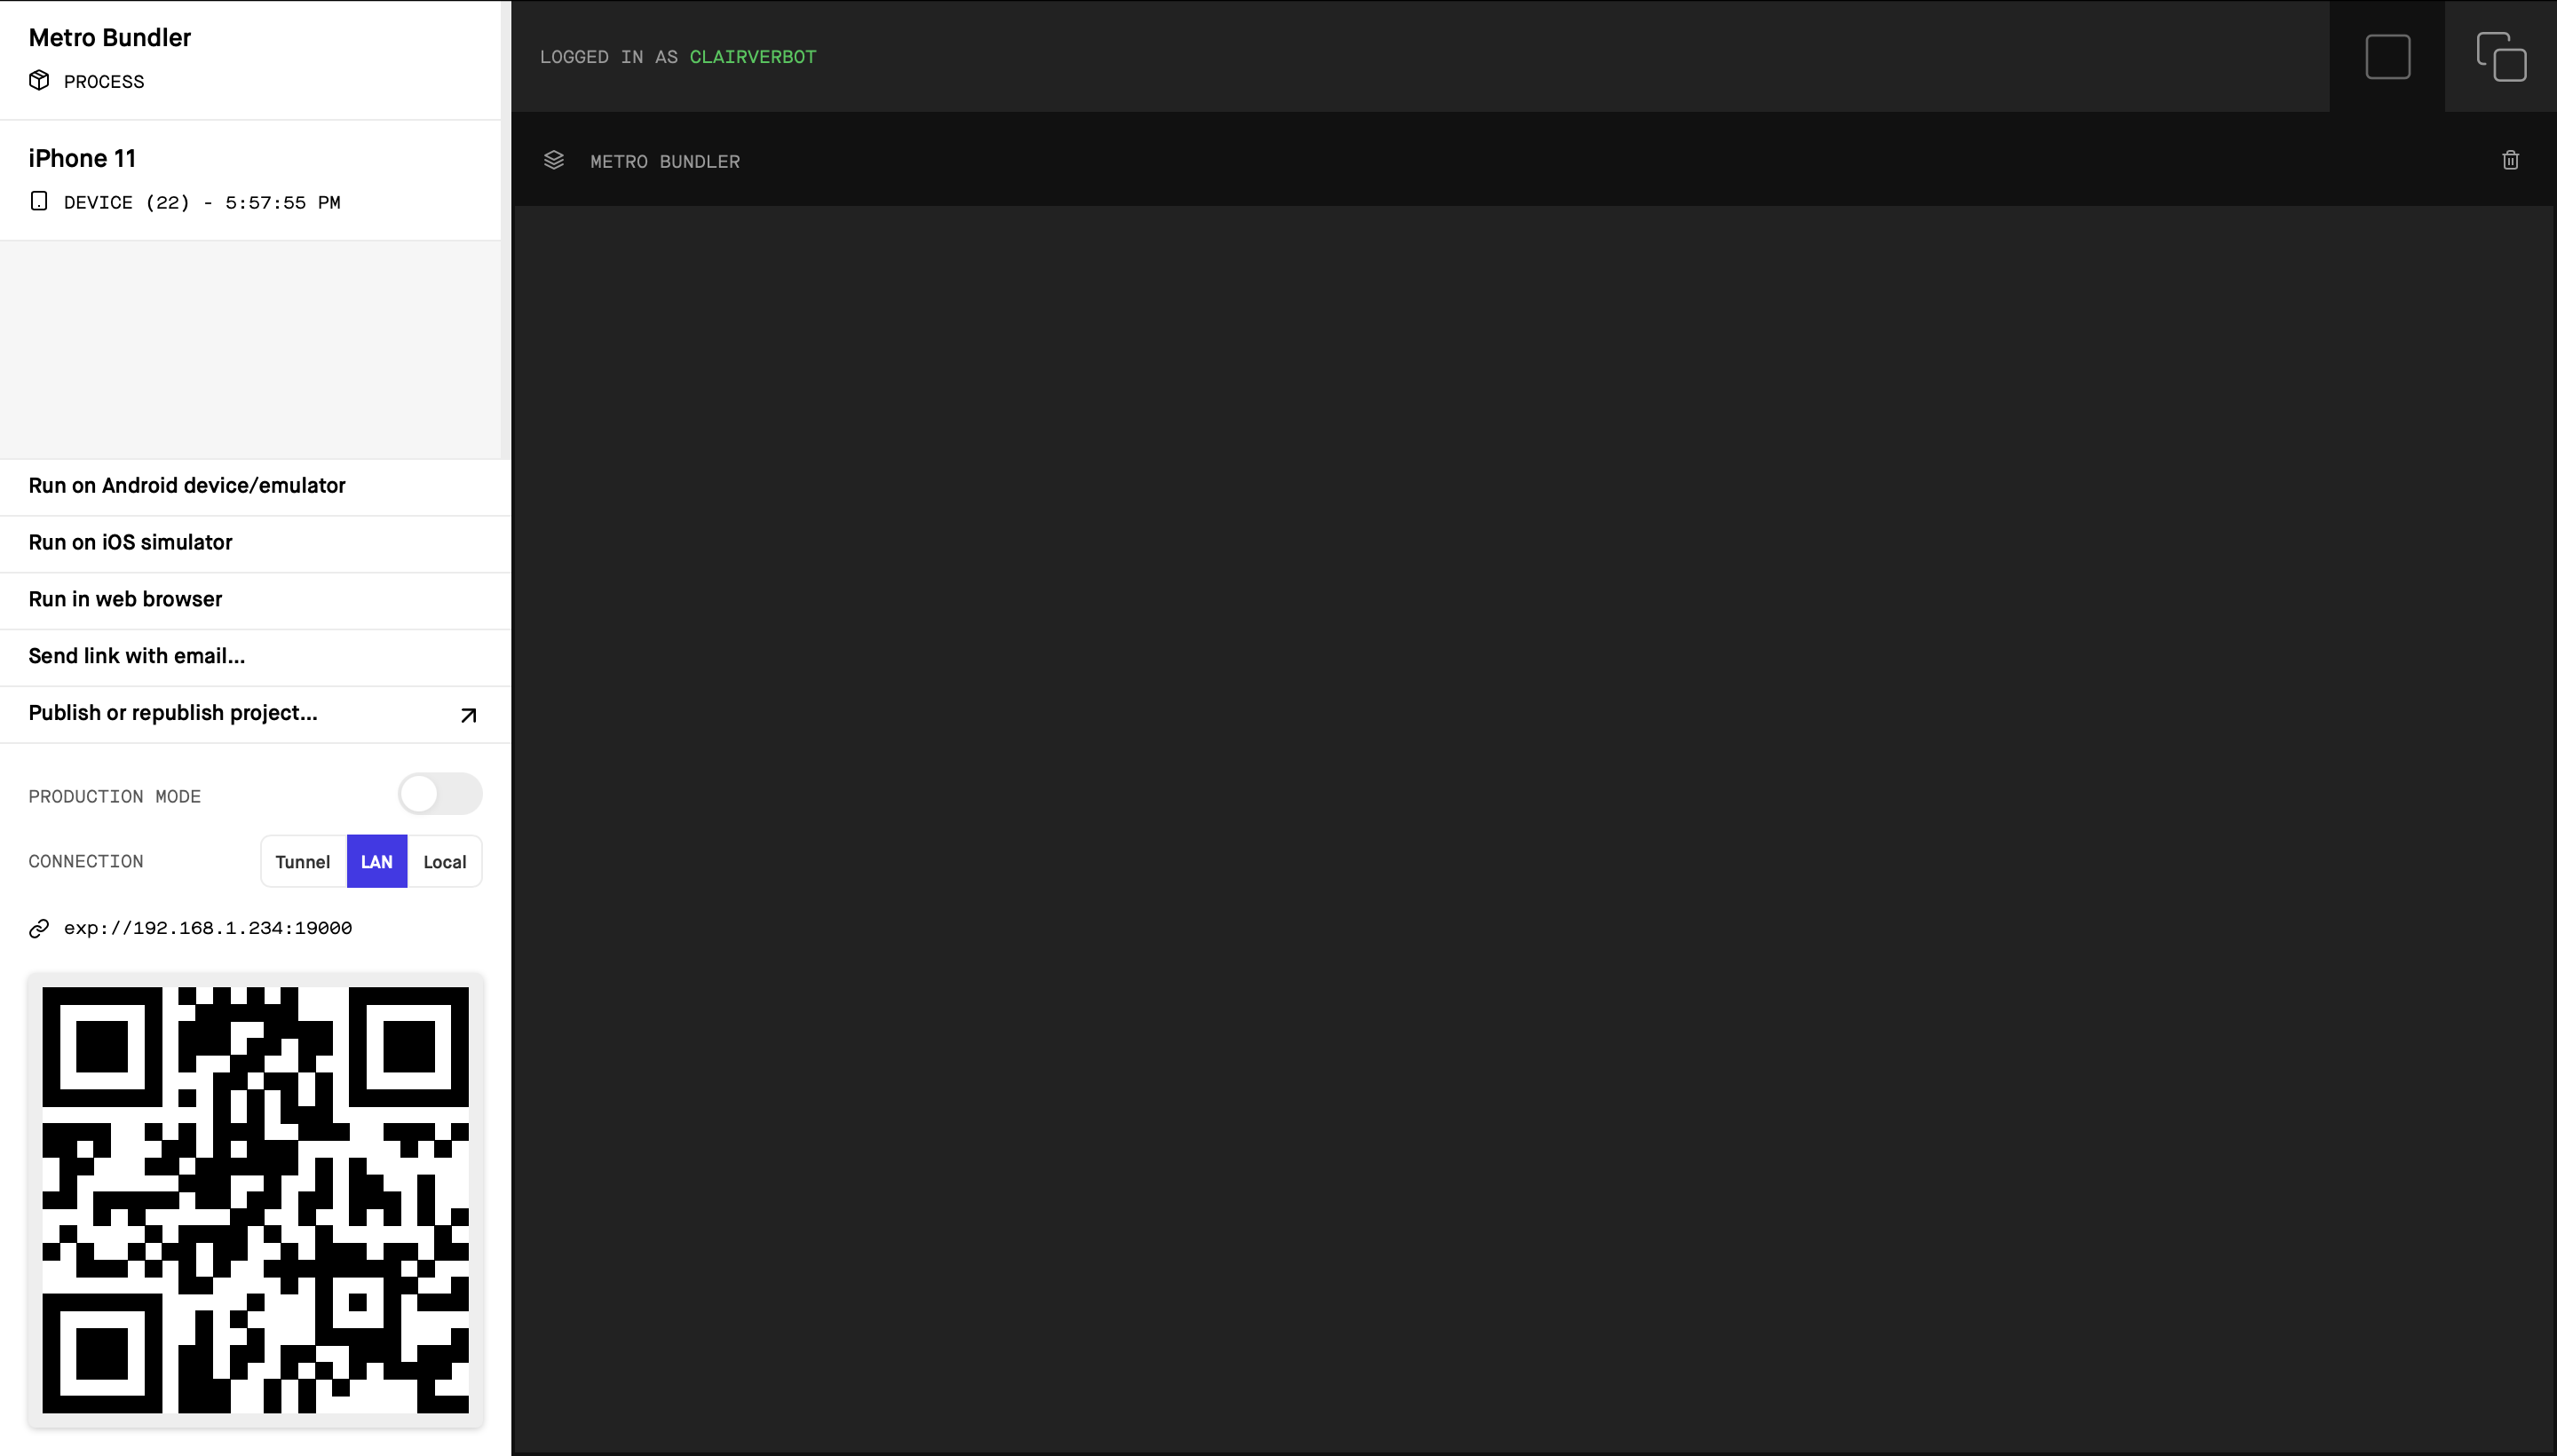 Metro Bundler
PROCESS
iPhone 11
DEVICE (22) - 5:57:55 PM
Run on Android device/emulator
Run on iOS simulator
Run in web browser
Send link with email…
Publish or republish project…
PRODUCTION MODE
CONNECTION
Tunnel LAN Local
exp://192.168.1.234:19000
LOGGED IN AS CLAIRVERBOT
METRO BUNDLER